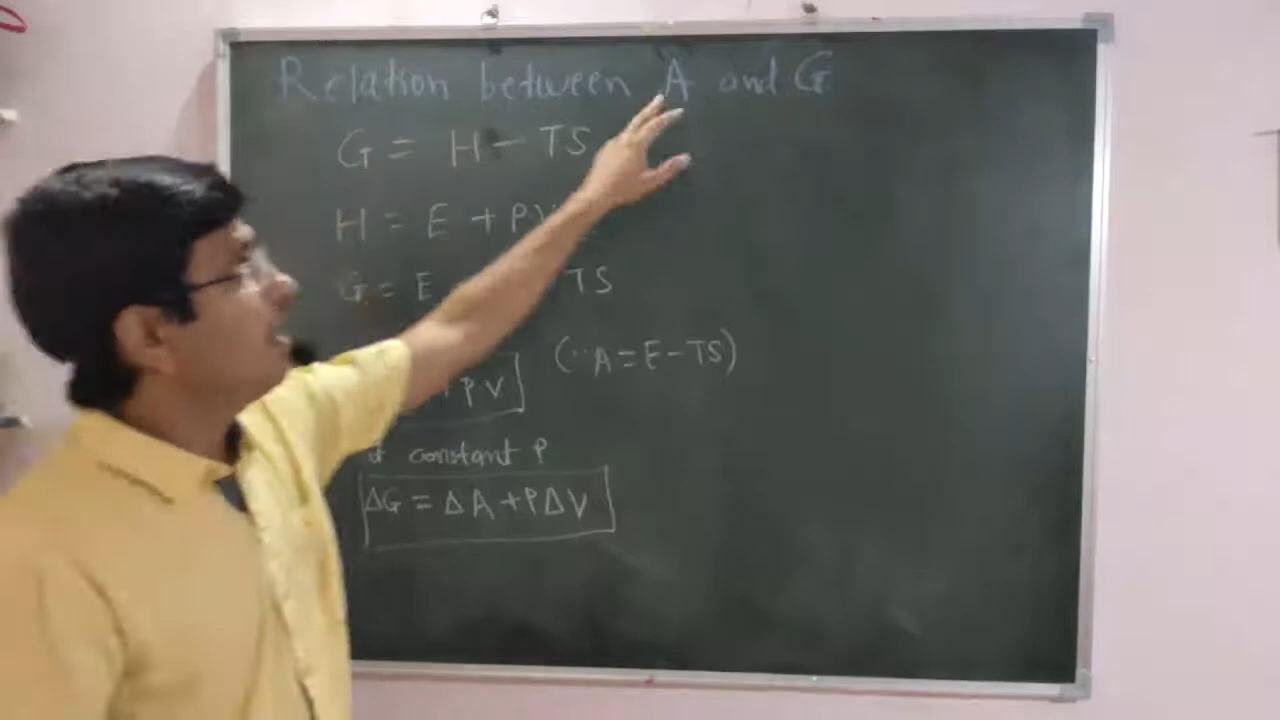 Relation between A and G
G = H - TS
H = E + PV
G = E TS
+ PV (∵ A = E - TS)
constant P
ΔG = ΔA + PΔV